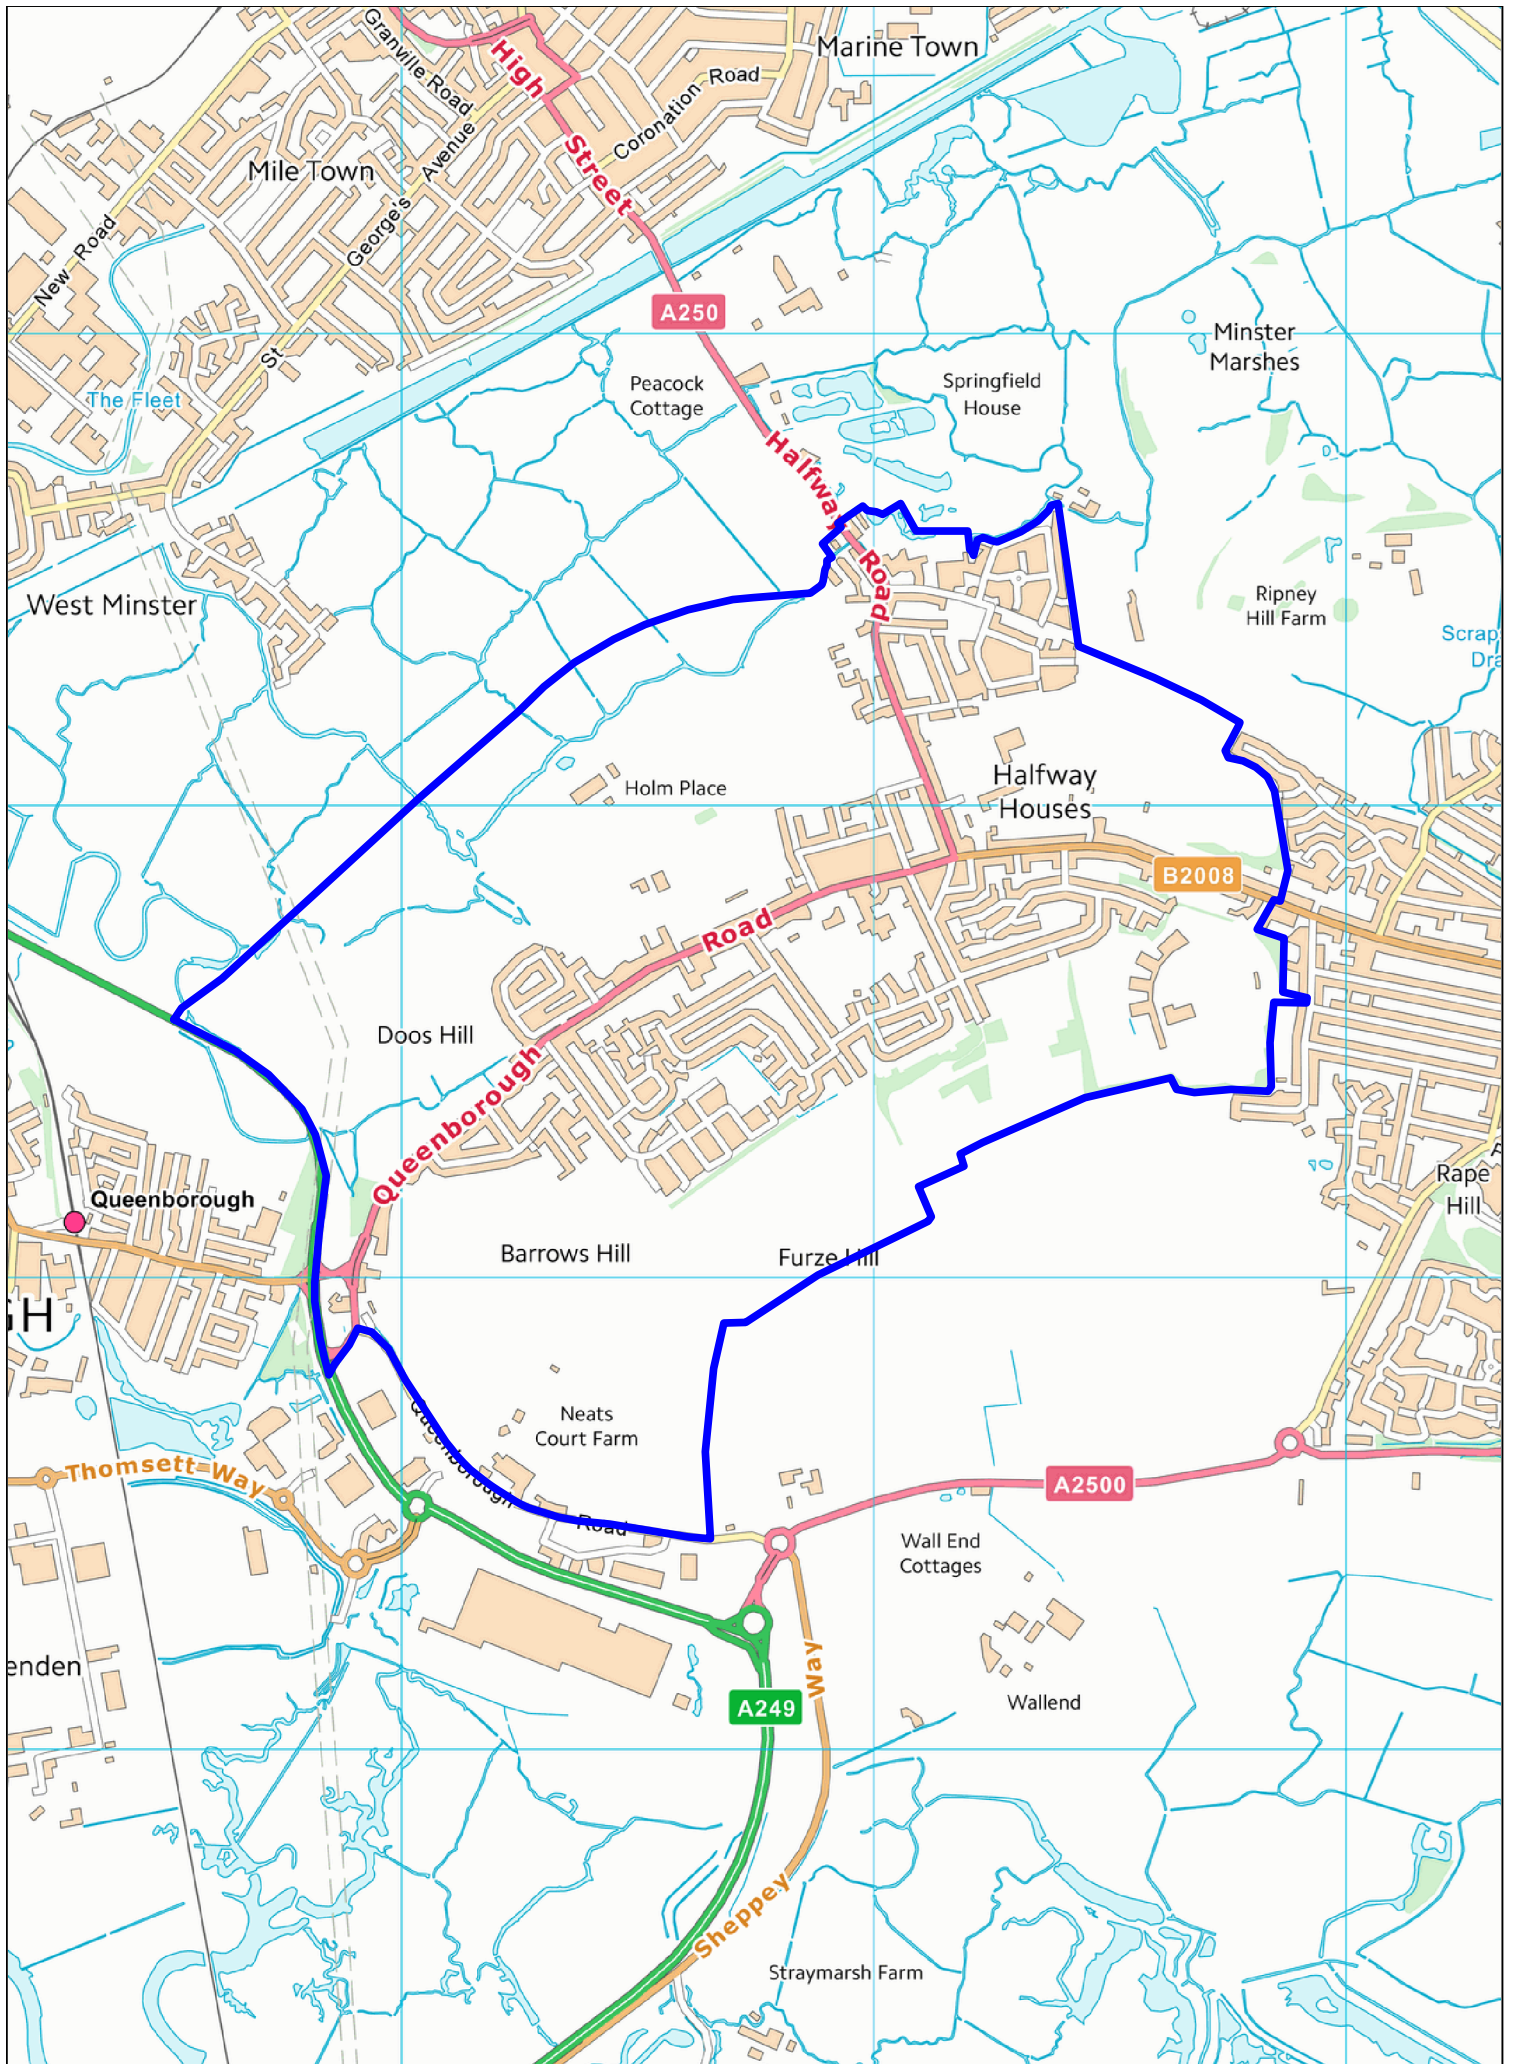 Marine Town
Granville Road
High
Street
Coronation Road
Mile Town
Avenue
George's
St
New Road
A250
Minster
Marshes
Peacock
Cottage
Springfield
House
The Fleet
Halfway
Road
West Minster
Ripney
Hill Farm
Scrap
Dra
Holm Place
Halfway
Houses
B2008
Road
Doos Hill
Queenborough
Queenborough
Rape
Hill
Barrows Hill
Furze Hill
GH
Neats
Court Farm
Queenborough
Road
Thomsett Way
A2500
Wall End
Cottages
enden
Way
Wallend
A249
Sheppey
Straymarsh Farm